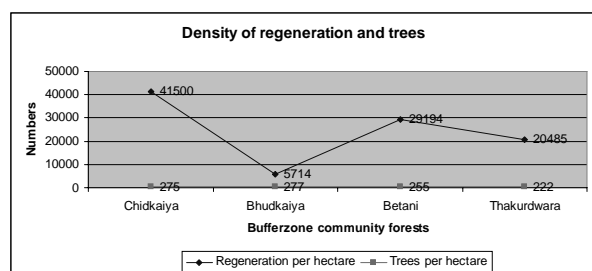 Density of regeneration and trees
50000
40000
30000
20000
10000
0
Numbers
41500
5714
29194
20485
275
277
255
222
Chidkaiya Bhudkaiya Betani Thakurdwara
Bufferzone community forests
Regeneration per hectare Trees per hectare